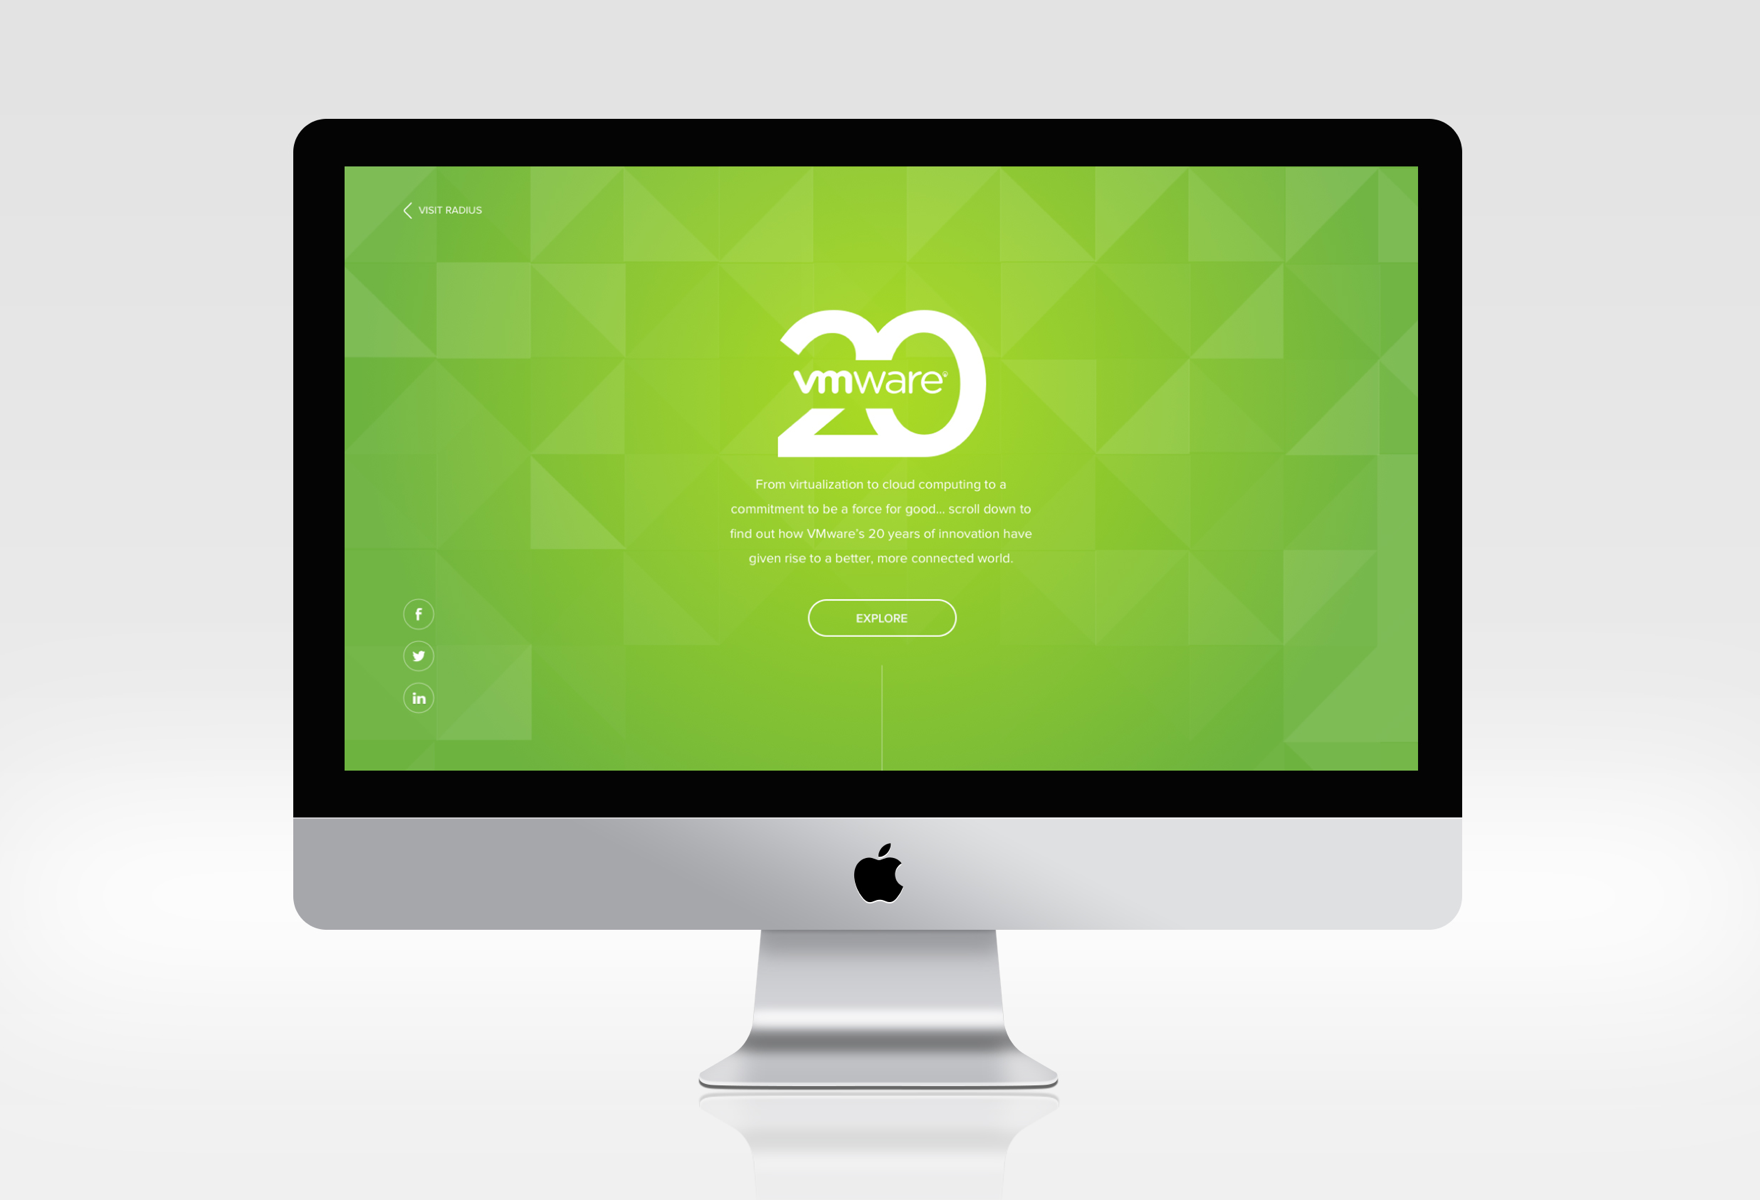 VISIT RADIUS
20
vmware®
From virtualization to cloud computing to a
commitment to be a force for good... scroll down to
find out how VMware's 20 years of innovation have
given rise to a better, more connected world.
EXPLORE
f
in